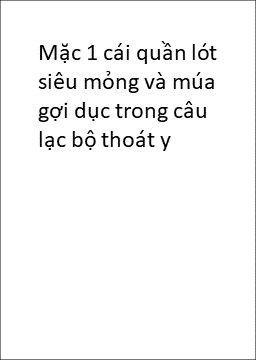 Mặc 1 cái quần lót
siêu mỏng và múa
gợi dục trong câu
lạc bộ thoát y